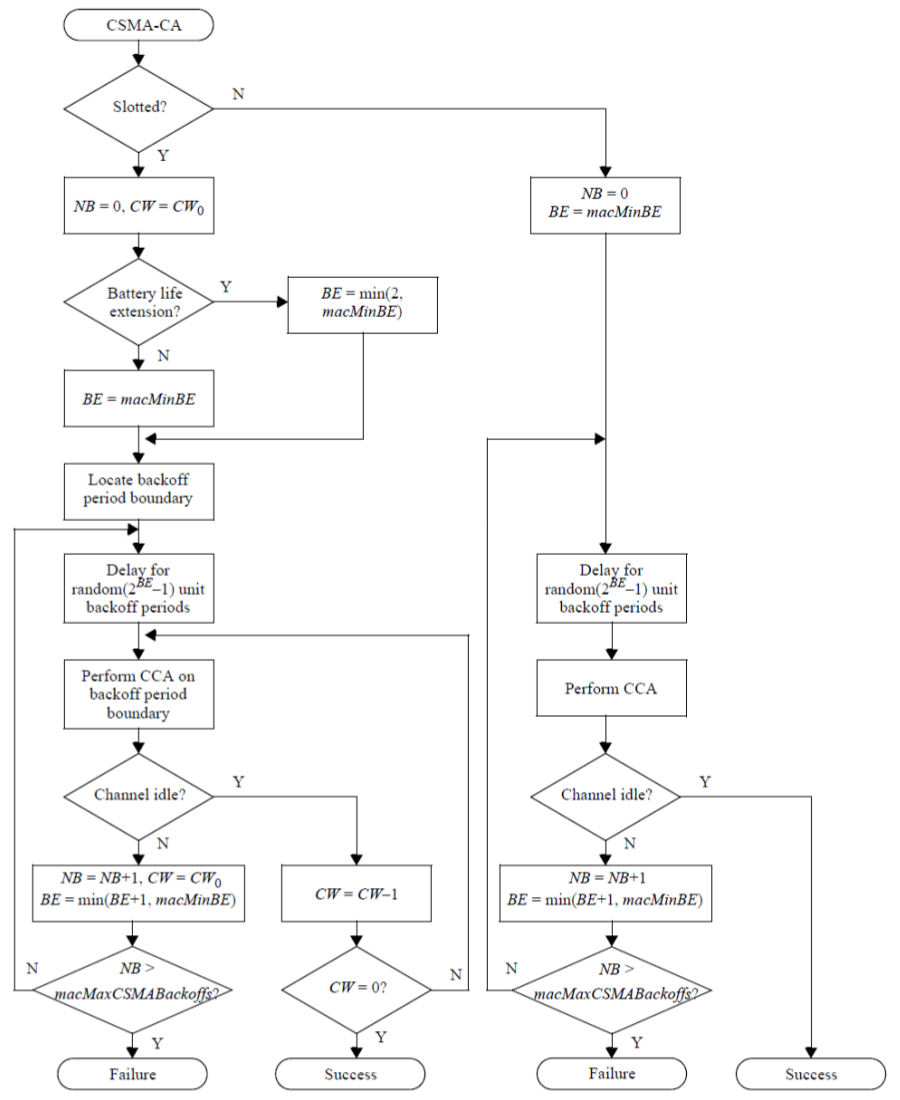 CSMA-CA
Slotted?
N
Y
NB = 0, CW = CW0
NB = 0
BE = macMinBE
Battery life
extension?
Y
BE = min(2,
macMinBE)
N
BE = macMinBE
Locate backoff
period boundary
Delay for
random(2^BE–1) unit
backoff periods
Delay for
random(2^BE–1) unit
backoff periods
Perform CCA on
backoff period
boundary
Perform CCA
Channel idle?
Y
N
Channel idle?
Y
N
NB = NB+1, CW = CW0
BE = min(BE+1, macMinBE)
CW = CW–1
NB = NB+1
BE = min(BE+1, macMinBE)
N
NB >
macMaxCSMABackoffs?
Y
CW = 0?
N
Y
N
NB >
macMaxCSMABackoffs?
Y
Failure
Success
Failure
Success